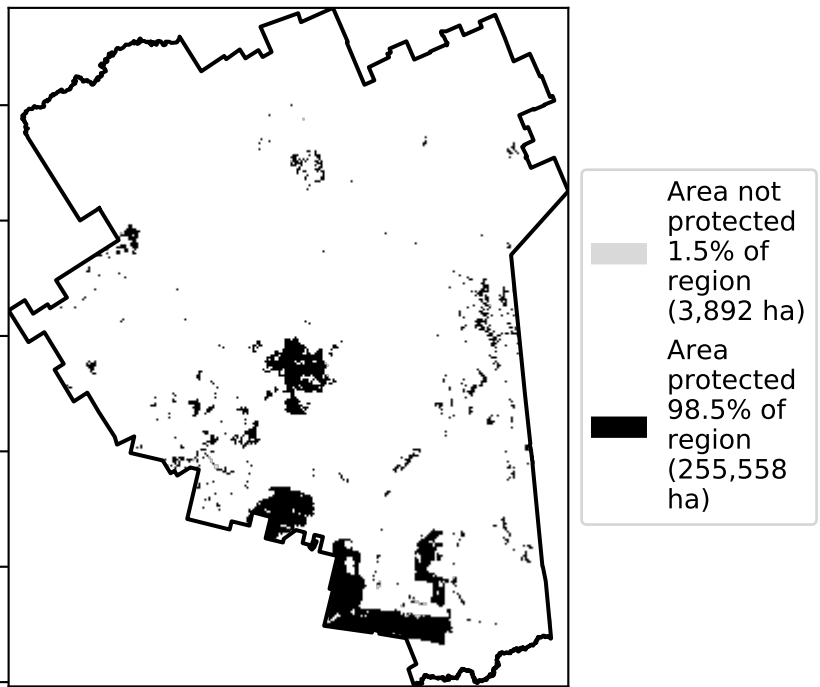 Area not
protected
1.5% of
region
(3,892 ha)
Area
protected
98.5% of
region
(255,558
ha)